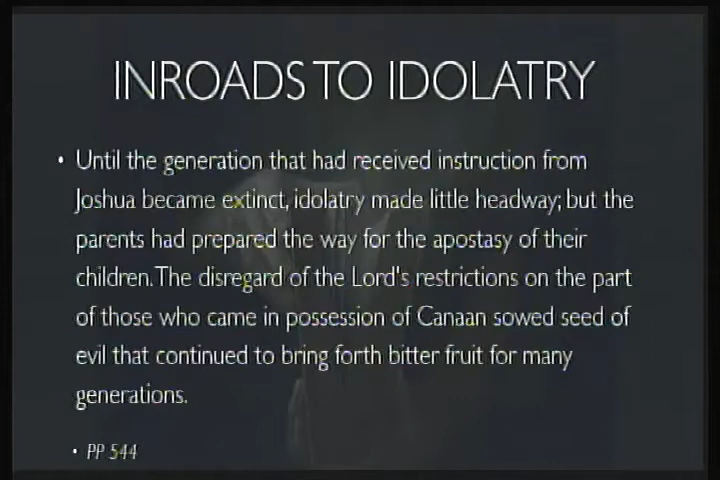 INROADS TO IDOLATRY
• Until the generation that had received instruction from
Joshua became extinct, idolatry made little headway; but the
parents had prepared the way for the apostasy of their
children. The disregard of the Lord's restrictions on the part
of those who came in possession of Canaan sowed seed of
evil that continued to bring forth bitter fruit for many
generations.
• PP 544